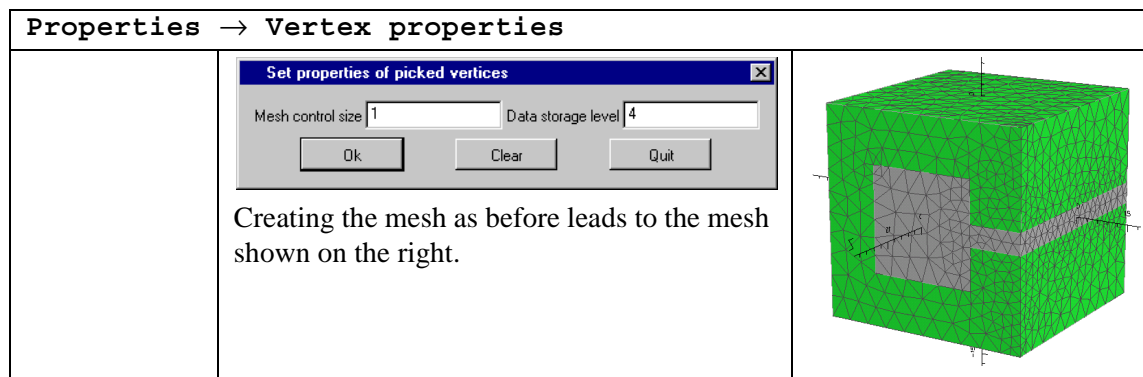 Properties → Vertex properties
Set properties of picked vertices
Mesh control size 1 Data storage level 4
Ok Clear Quit
Creating the mesh as before leads to the mesh
shown on the right.